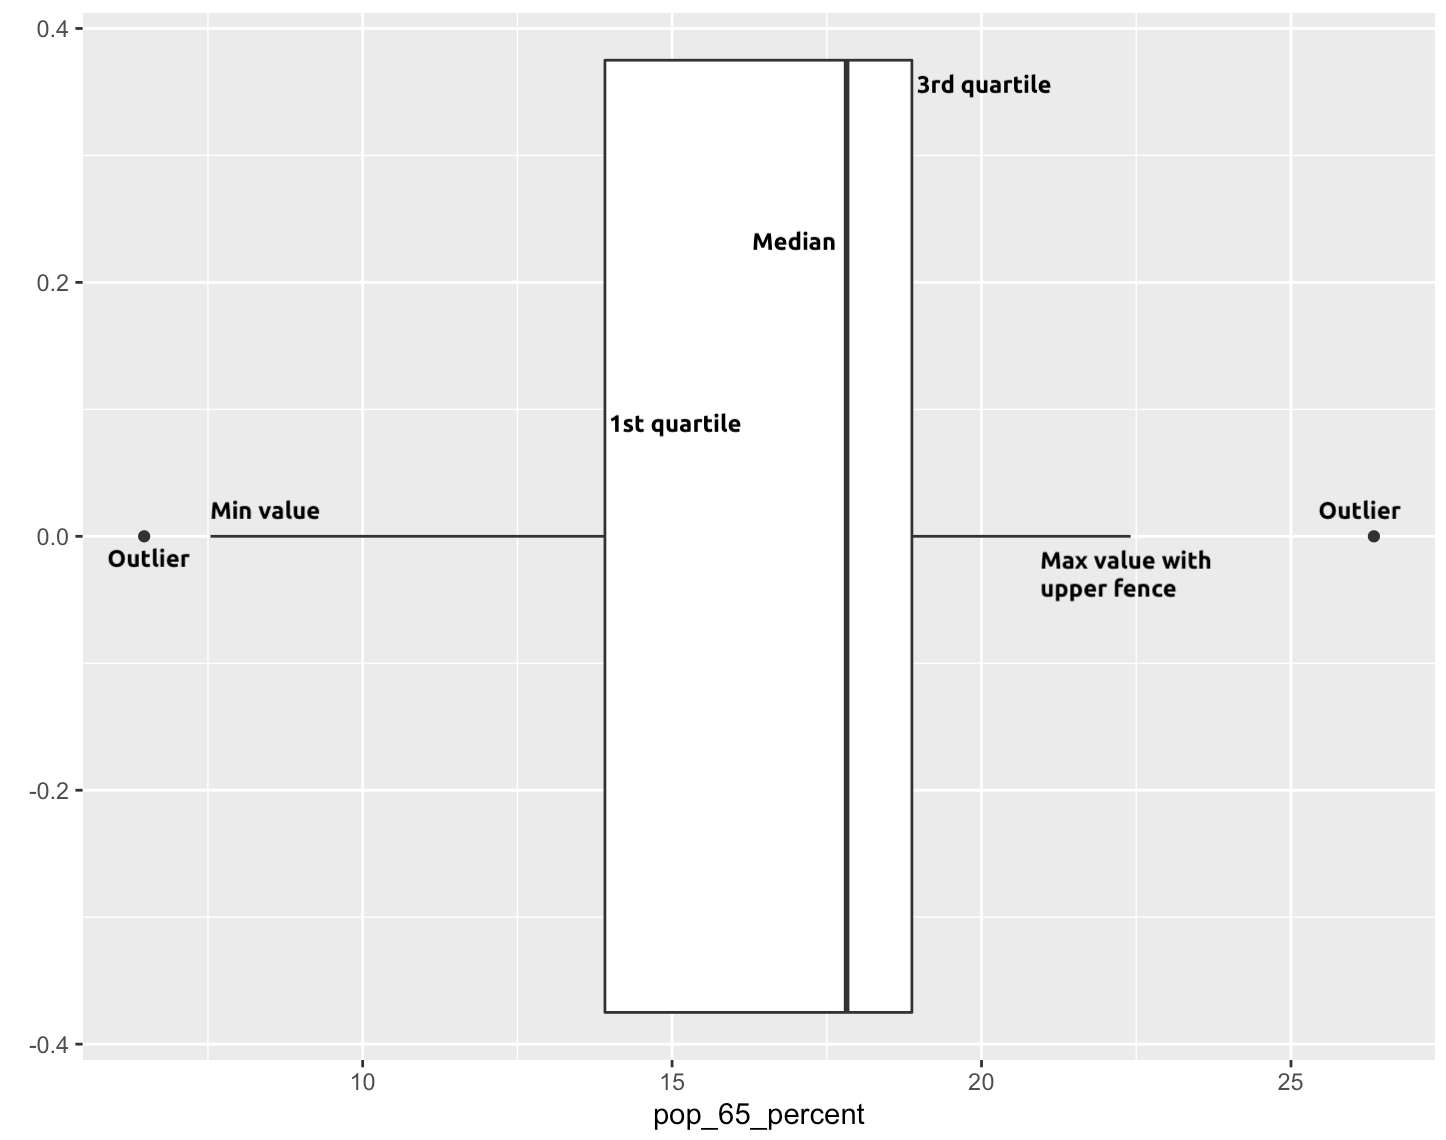 0.4
3rd quartile
0.2
Median
1st quartile
Min value
Outlier
0.0
Outlier
Max value with
upper fence
-0.2
-0.4
10
15
20
25
pop_65_percent